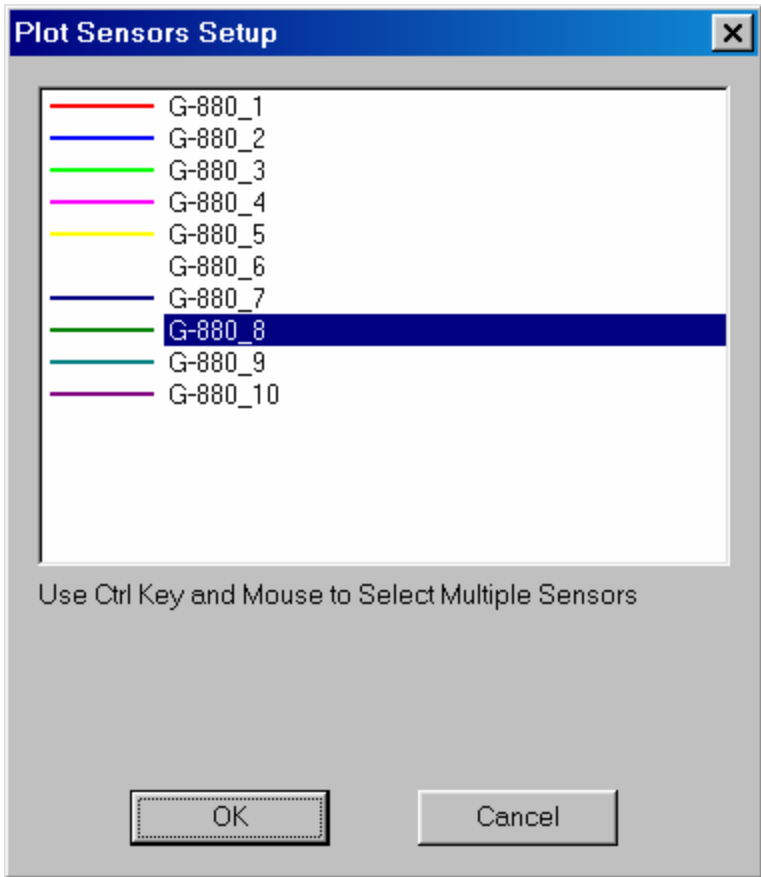 Plot Sensors Setup
G-880_1
G-880_2
G-880_3
G-880_4
G-880_5
G-880_6
G-880_7
G-880_8
G-880_9
G-880_10
Use Ctrl Key and Mouse to Select Multiple Sensors
OK
Cancel